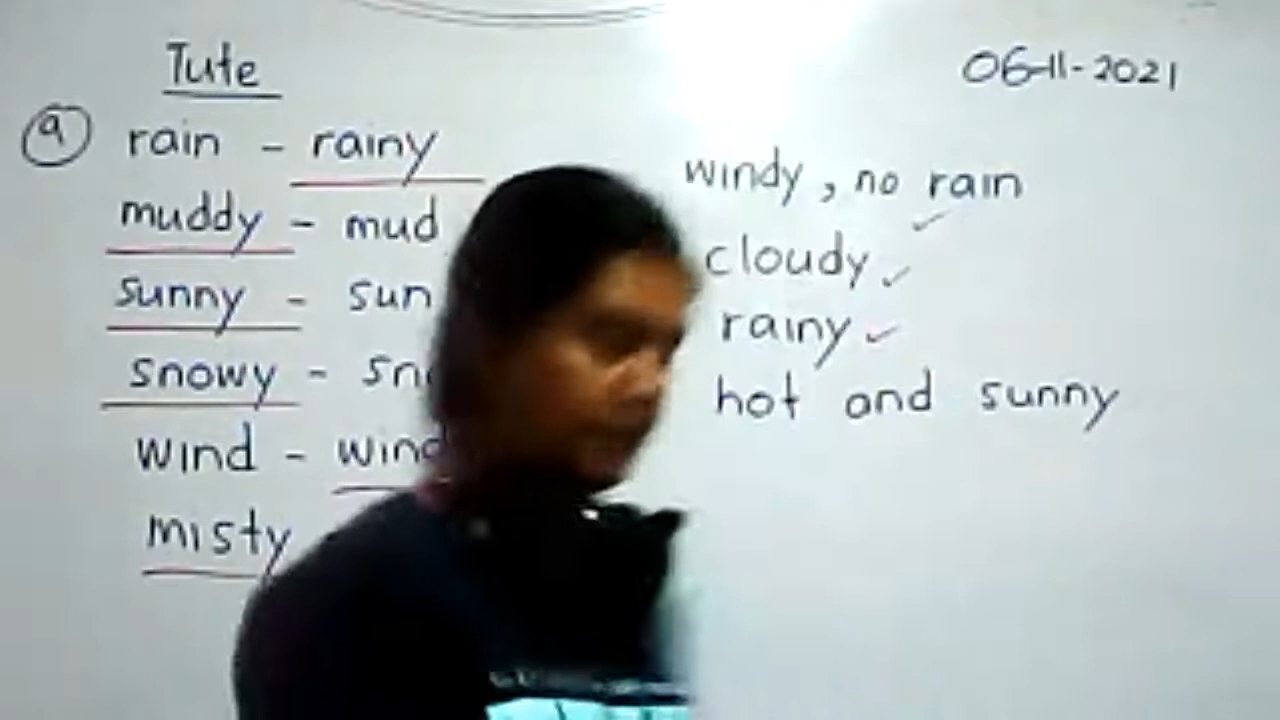 Tute
06-11-2021
a rain - rainy
muddy - mud
sunny - sun
snowy -
wind -
misty
windy, no rain
cloudy
rainy
hot and sunny